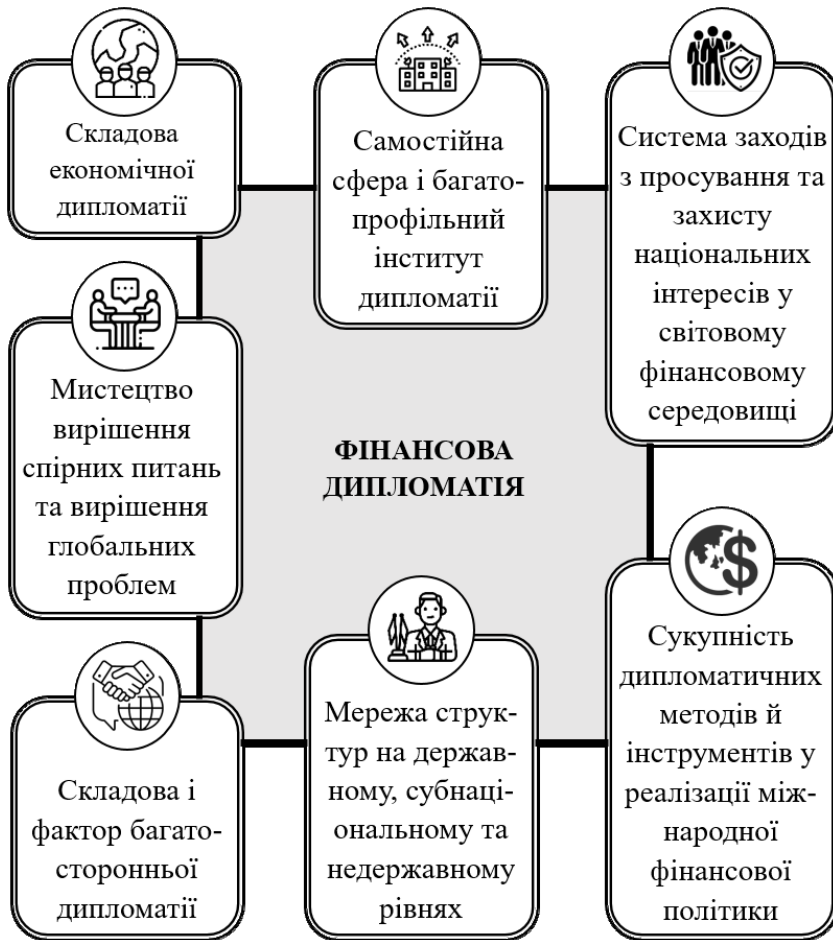 Складова
економічної
дипломатії
Самостійна
сфера і багато-
профільний
інститут
дипломатії
Система заходів
з просування та
захисту
національних
інтересів у
світовому
фінансовому
середовищі
Мистецтво
вирішення
спірних питань
та вирішення
глобальних
проблем
ФІНАНСОВА
ДИПЛОМАТІЯ
Складова і
фактор багато-
сторонньої
дипломатії
Мережа струк-
тур на держав-
ному, субнаці-
ональному та
недержавному
рівнях
Сукупність
дипломатичних
методів й
інструментів у
реалізації між-
народної
фінансової
політики